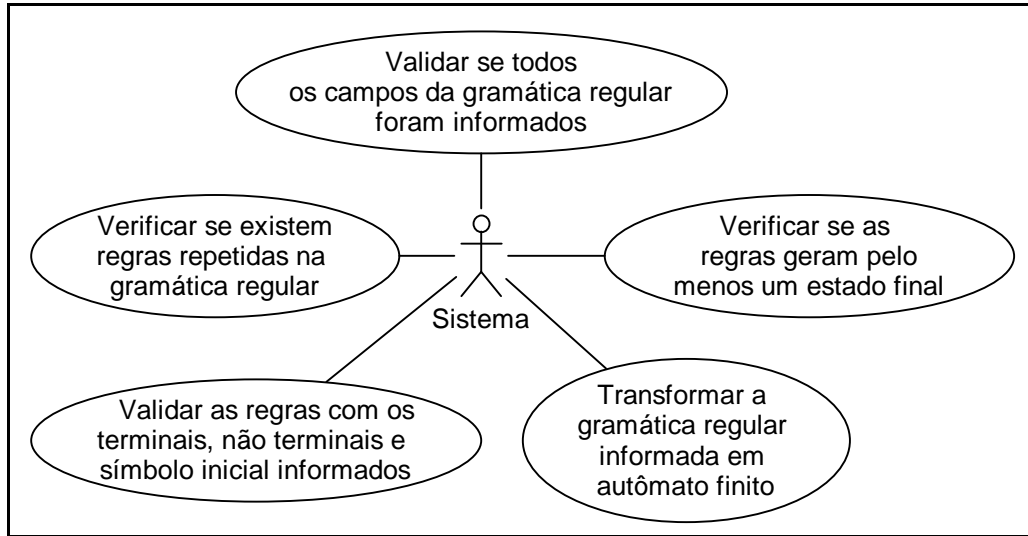 Validar se todos
os campos da gramática regular
foram informados
Verificar se existem
regras repetidas na
gramática regular
Verificar se as
regras geram pelo
menos um estado final
Sistema
Validar as regras com os
terminais, não terminais e
símbolo inicial informados
Transformar a
gramática regular
informada em
autômato finito